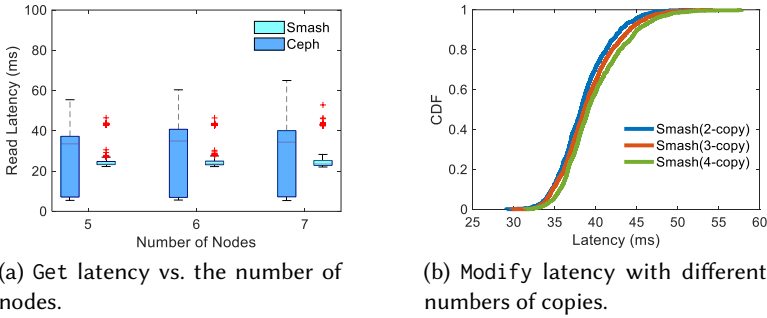 100
80
60
40
20
0
Read Latency (ms)
Smash
Ceph
5
6
7
Number of Nodes
(a) Get latency vs. the number of
nodes.
1
0.8
0.6
0.4
0.2
0
CDF
Smash(2-copy)
Smash(3-copy)
Smash(4-copy)
25
30
35
40
45
50
55
60
Latency (ms)
(b) Modify latency with different
numbers of copies.